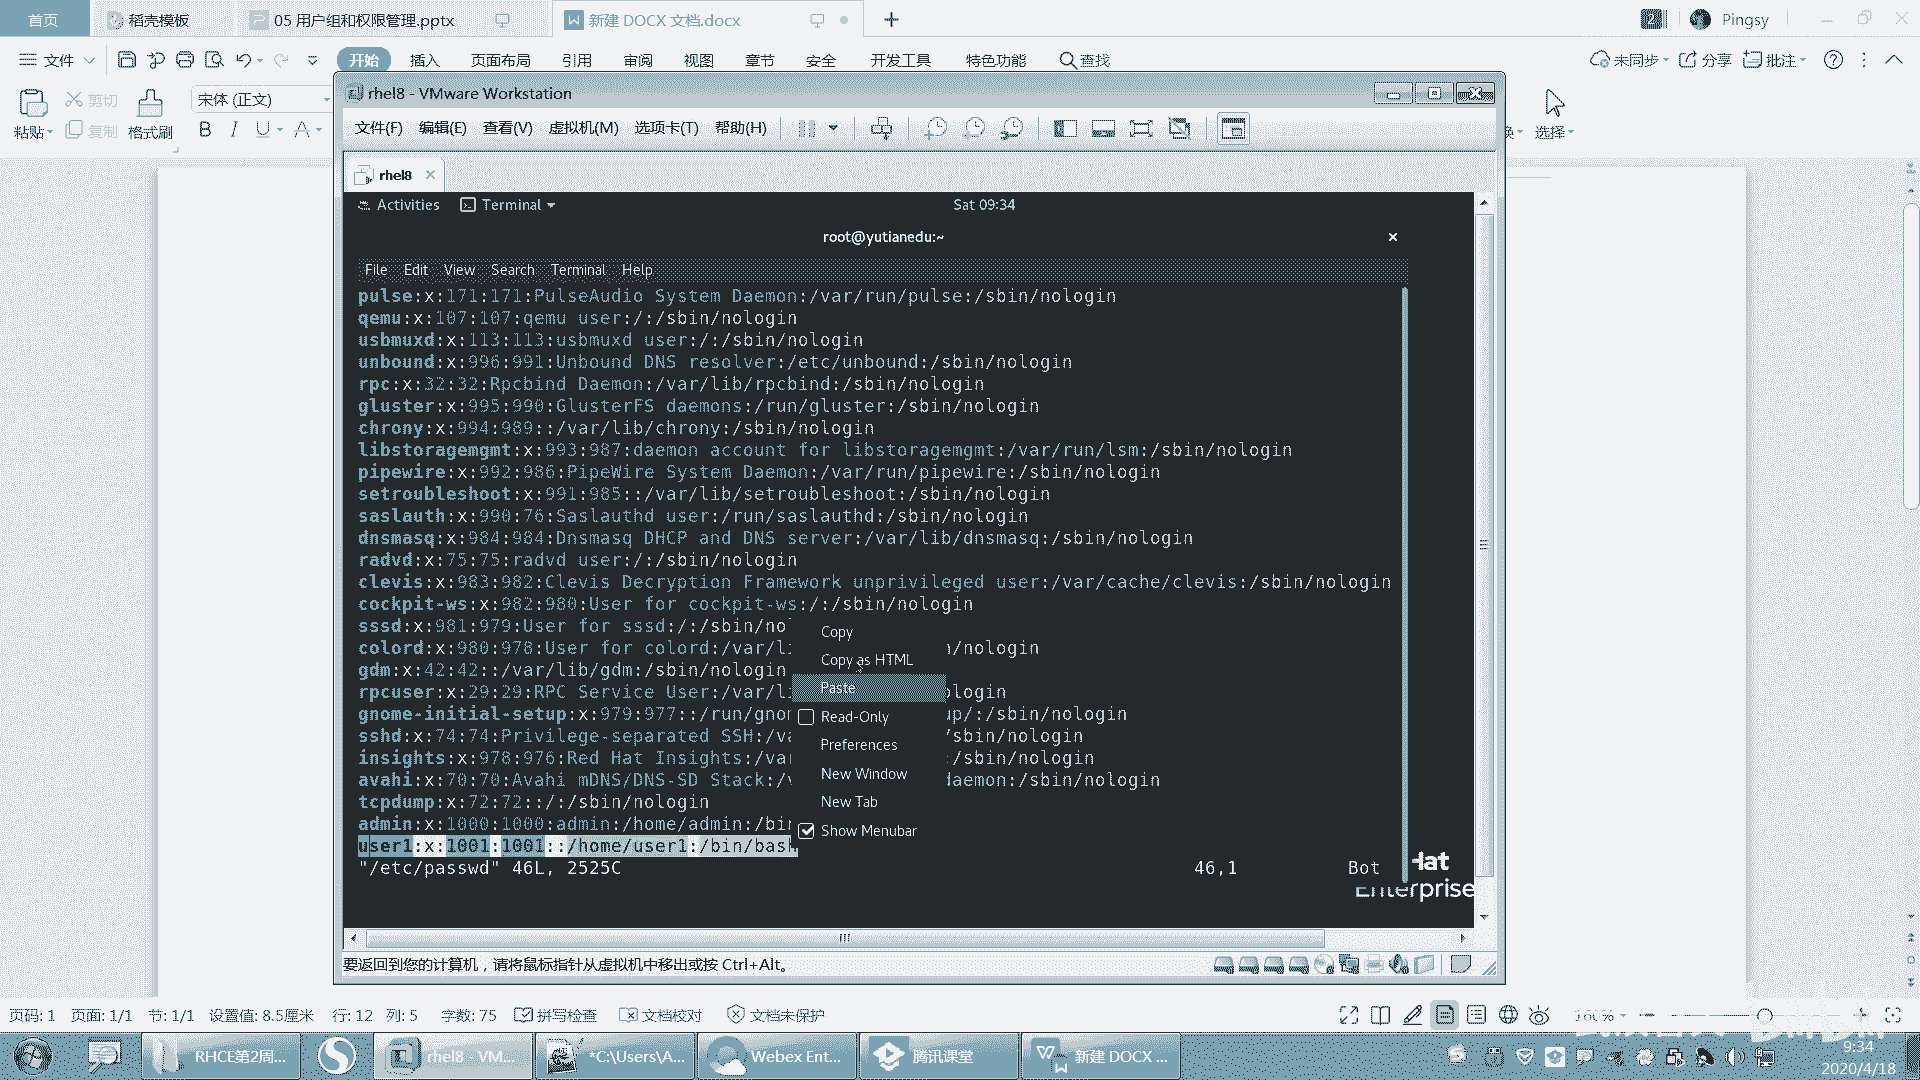 首页 稻壳模板 05 用户组和权限管理.pptx 新建 DOCX 文档.docx 2 Pingsy
文件 开始 插入 页面布局 引用 审阅 视图 章节 安全 开发工具 特色功能 查找 未同步 分享 批注
粘贴 剪切 复制 格式刷 宋体 (正文) B I U A 换 选择
rhel8 - VMware Workstation
文件(F) 编辑(E) 查看(V) 虚拟机(M) 选项卡(T) 帮助(H)
rhel8
Activities Terminal Sat 09:34
root@yutianedu:~
File Edit View Search Terminal Help
pulse:x:171:171:PulseAudio System Daemon:/var/run/pulse:/sbin/nologin
qemu:x:107:107:qemu user:/:/sbin/nologin
usbmuxd:x:113:113:usbmuxd user:/:/sbin/nologin
unbound:x:996:991:Unbound DNS resolver:/etc/unbound:/sbin/nologin
rpc:x:32:32:Rpcbind Daemon:/var/lib/rpcbind:/sbin/nologin
gluster:x:995:990:GlusterFS daemons:/run/gluster:/sbin/nologin
chrony:x:994:989::/var/lib/chrony:/sbin/nologin
libstoragemgmt:x:993:987:daemon account for libstoragemgmt:/var/run/lsm:/sbin/nologin
pipewire:x:992:986:PipeWire System Daemon:/var/run/pipewire:/sbin/nologin
setroubleshoot:x:991:985::/var/lib/setroubleshoot:/sbin/nologin
saslauth:x:990:76:Saslauthd user:/run/saslauthd:/sbin/nologin
dnsmasq:x:984:984:Dnsmasq DHCP and DNS server:/var/lib/dnsmasq:/sbin/nologin
radvd:x:75:75:radvd user:/:/sbin/nologin
clevis:x:983:982:Clevis Decryption Framework unprivileged user:/var/cache/clevis:/sbin/nologin
cockpit-ws:x:982:980:User for cockpit-ws:/:/sbin/nologin
sssd:x:981:979:User for sssd:/:/sbin/no
colord:x:980:978:User for colord:/var/l n/nologin
gdm:x:42:42::/var/lib/gdm:/sbin/nologin
rpcuser:x:29:29:RPC Service User:/var/l ologin
gnome-initial-setup:x:979:977::/run/gno up/:/sbin/nologin
sshd:x:74:74:Privilege-separated SSH:/va /sbin/nologin
insights:x:978:976:Red Hat Insights:/var :/sbin/nologin
avahi:x:70:70:Avahi mDNS/DNS-SD Stack:/v daemon:/sbin/nologin
tcpdump:x:72:72::/:/sbin/nologin
admin:x:1000:1000:admin:/home/admin:/bin
user1:x:1001:1001::/home/user1:/bin/bash
"/etc/passwd" 46L, 2525C 46,1 Bot
Copy
Copy as HTML
Paste
Read-Only
Preferences
New Window
New Tab
Show Menubar
Hat
Enterprise
要返回到您的计算机，请将鼠标指针从虚拟机中移出或按 Ctrl+Alt。
页码: 1 页面: 1/1 节: 1/1 设置值: 8.5厘米 行: 12 列: 5 字数: 75 拼写检查 文档校对 文档未保护 160%
RHCE第2周... rhel8 - VM... *C:\Users\A... Webex Ent... 腾讯课堂 新建 DOCX ... 9:34
2020/4/18